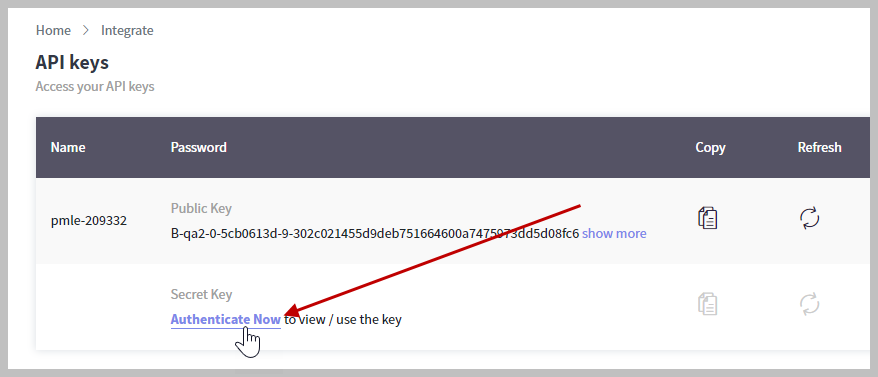 Home > Integrate
API keys
Access your API keys
Name Password Copy Refresh
Public Key
pmle-209332
B-qa2-0-5cb0613d-9-302c021455d9deb751664600a7475973dd5d08fc6 show more
Secret Key
Authenticate Now to view / use the key